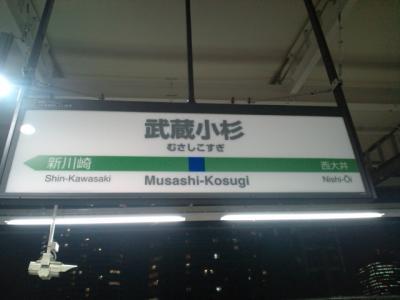 武蔵小杉
むさしこすぎ
新川崎
西大井
Shin-Kawasaki
Musashi-Kosugi
Nishi-Ōi